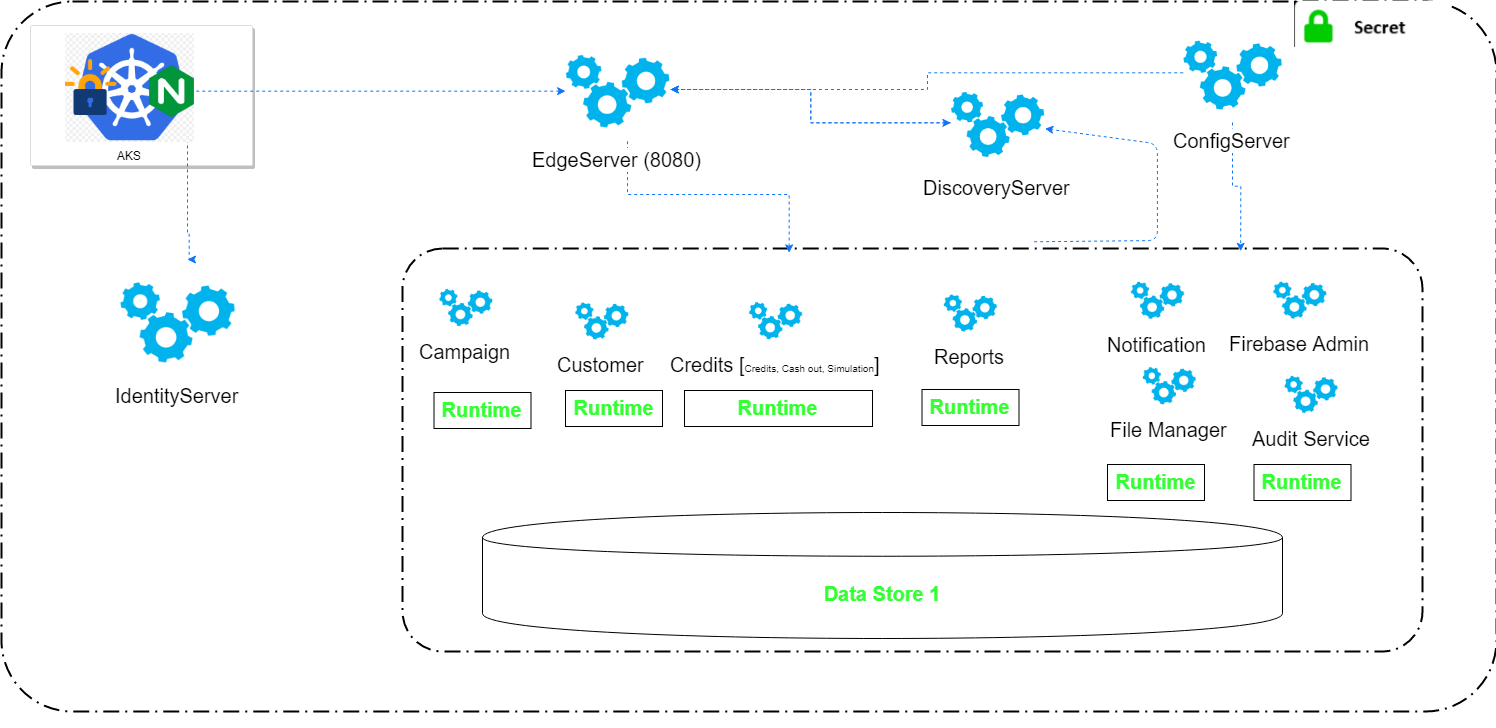 Secret
AKS
N
EdgeServer (8080)
DiscoveryServer
ConfigServer
IdentityServer
Campaign
Customer
Credits [Credits, Cash out, Simulation]
Reports
Notification
Firebase Admin
Runtime
Runtime
Runtime
Runtime
File Manager
Audit Service
Runtime
Runtime
Data Store 1